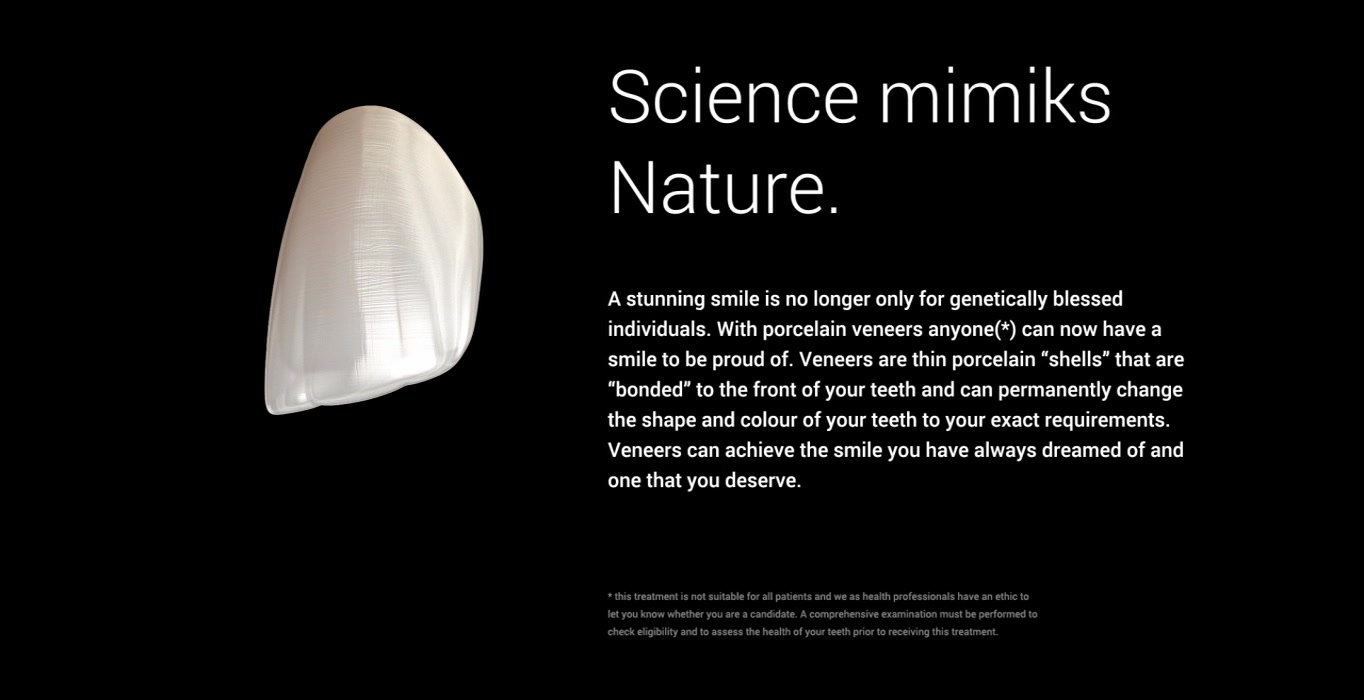 Science mimiks
Nature.
A stunning smile is no longer only for genetically blessed
individuals. With porcelain veneers anyone(*) can now have a
smile to be proud of. Veneers are thin porcelain “shells” that are
“bonded” to the front of your teeth and can permanently change
the shape and colour of your teeth to your exact requirements.
Veneers can achieve the smile you have always dreamed of and
one that you deserve.
* this treatment is not suitable for all patients and we as health professionals have an ethic to
let you know whether you are a candidate. A comprehensive examination must be performed to
check eligibility and to assess the health of your teeth prior to receiving this treatment.